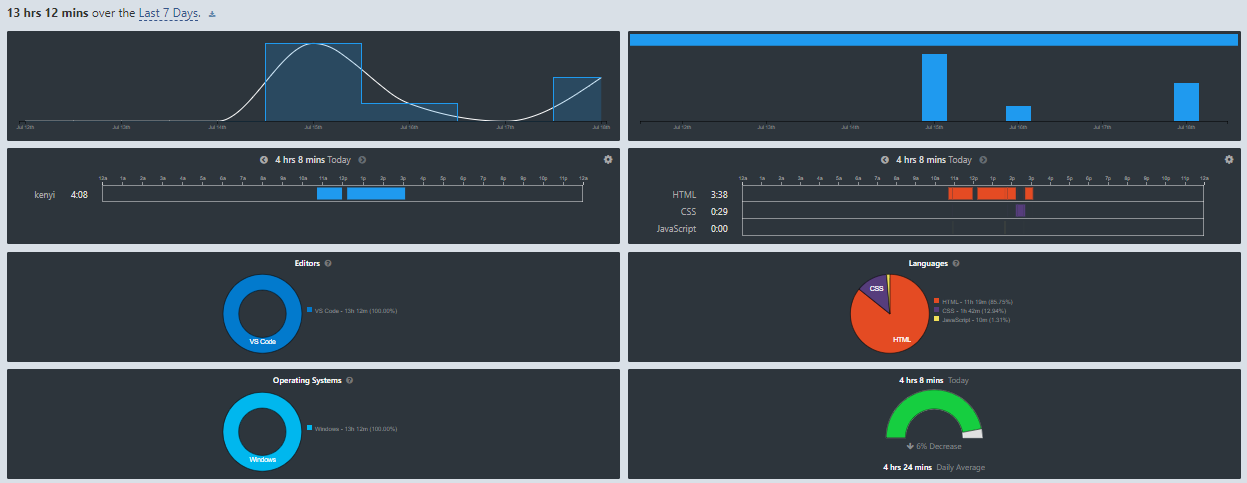 13 hrs 12 mins over the Last 7 Days.
Jul 12th Jul 13th Jul 14th Jul 15th Jul 16th Jul 17th Jul 18th
Jul 12th Jul 13th Jul 14th Jul 15th Jul 16th Jul 17th Jul 18th
4 hrs 8 mins Today
12a 1a 2a 3a 4a 5a 6a 7a 8a 9a 10a 11a 12p 1p 2p 3p 4p 5p 6p 7p 8p 9p 10p 11p 12a
kenyi 4:08
4 hrs 8 mins Today
12a 1a 2a 3a 4a 5a 6a 7a 8a 9a 10a 11a 12p 1p 2p 3p 4p 5p 6p 7p 8p 9p 10p 11p 12a
HTML 3:38
CSS 0:29
JavaScript 0:00
Editors
VS Code - 13h 12m (100.00%)
VS Code
Languages
CSS
HTML - 11h 19m (85.75%)
CSS - 1h 42m (12.94%)
JavaScript - 10m (1.31%)
HTML
Operating Systems
Windows - 13h 12m (100.00%)
Windows
4 hrs 8 mins Today
6% Decrease
4 hrs 24 mins Daily Average